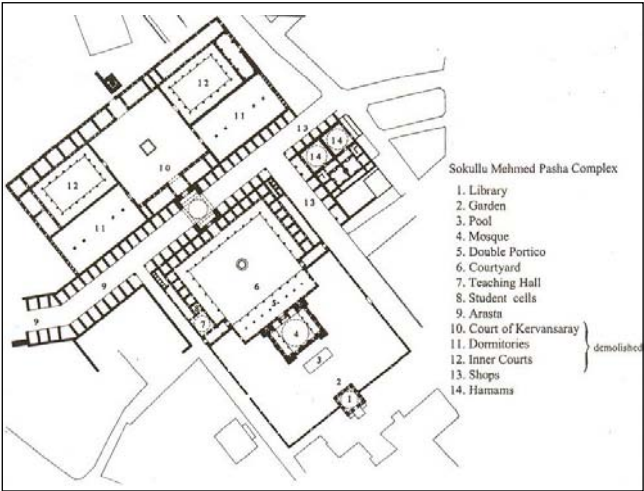 12
11
13
14
14
10
12
13
11
6
9
5
9
7
4
3
2
1
Sokullu Mehmed Pasha Complex
1. Library
2. Garden
3. Pool
4. Mosque
5. Double Portico
6. Courtyard
7. Teaching Hall
8. Student cells
9. Arasta
10. Court of Kervansaray
11. Dormitories
demolished
12. Inner Courts
13. Shops
14. Hamams